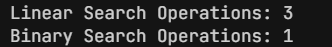 Linear Search Operations: 3
Binary Search Operations: 1